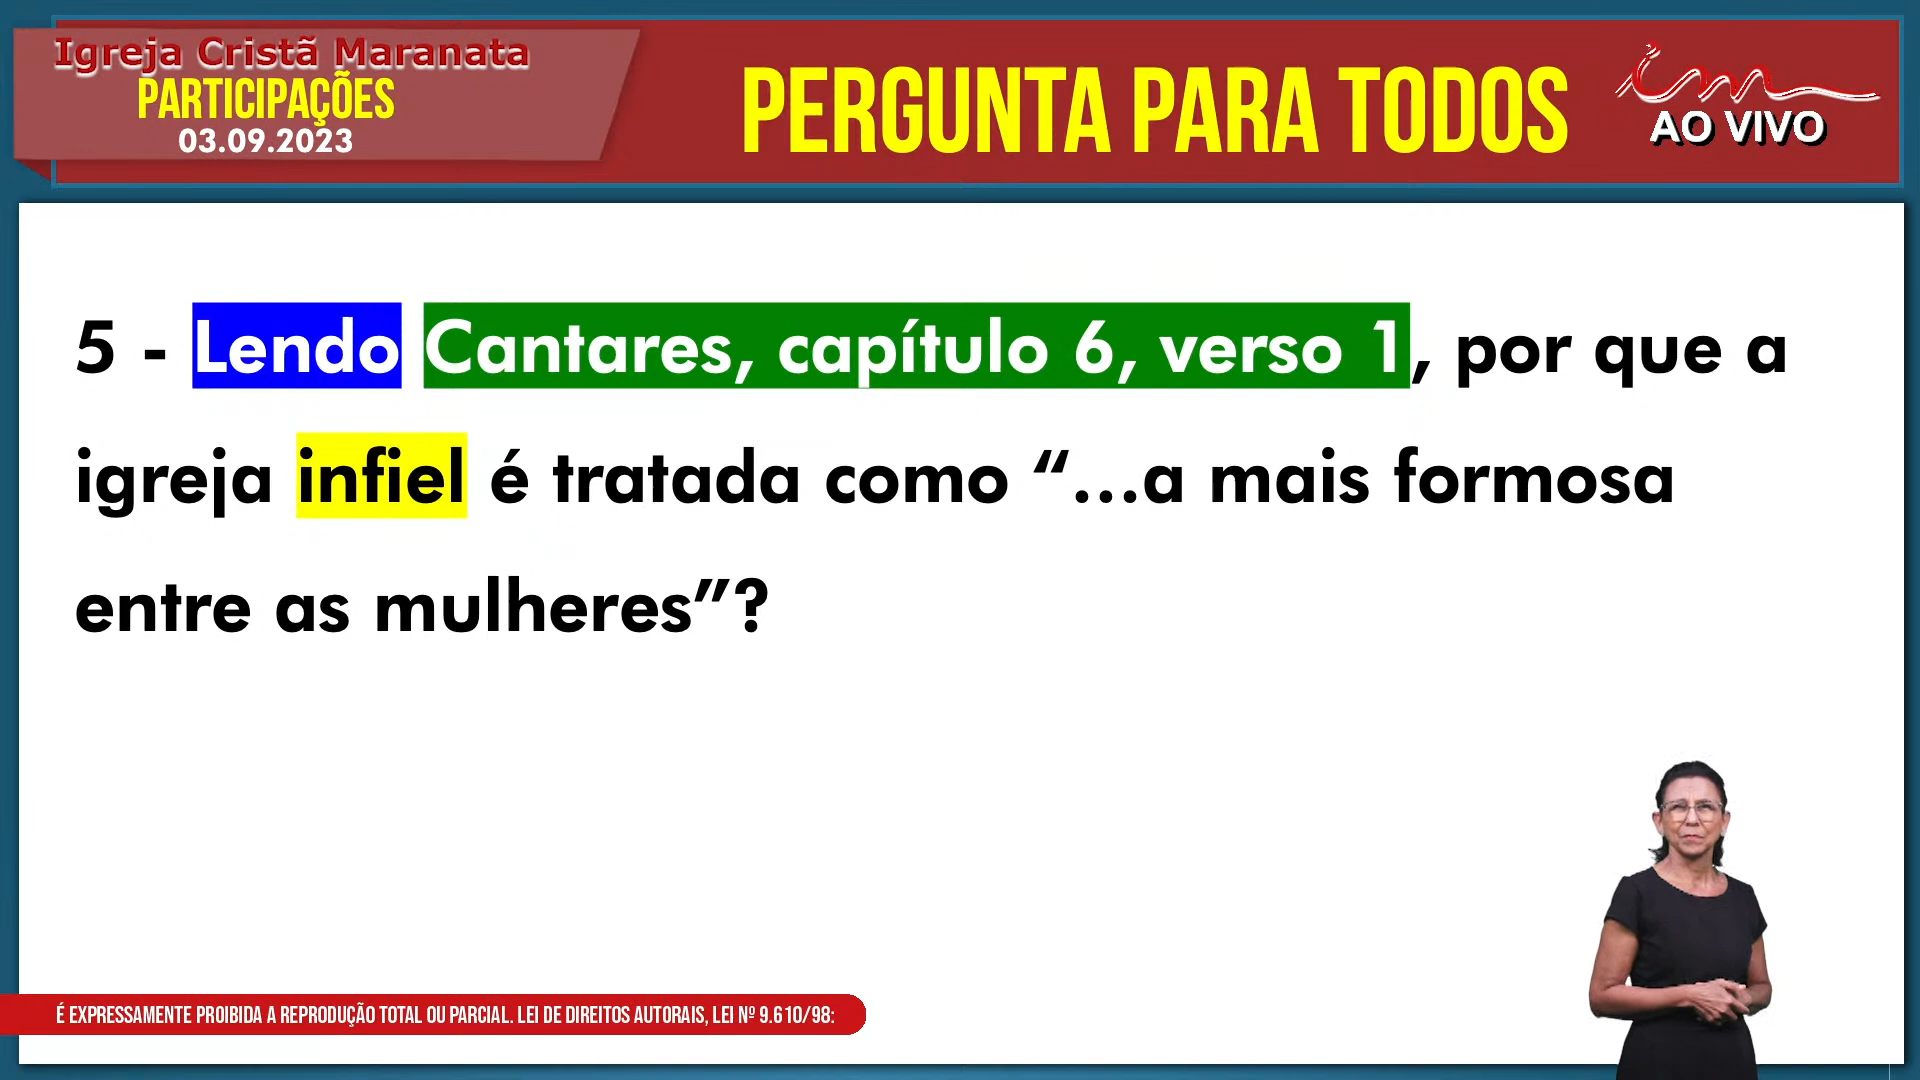 Igreja Cristã Maranata
PARTICIPAÇÕES
03.09.2023
PERGUNTA PARA TODOS
im
AO VIVO
5 - Lendo Cantares, capítulo 6, verso 1, por que a
igreja infiel é tratada como “...a mais formosa
entre as mulheres”?
É EXPRESSAMENTE PROIBIDA A REPRODUÇÃO TOTAL OU PARCIAL. LEI DE DIREITOS AUTORAIS, LEI Nº 9.610/98: